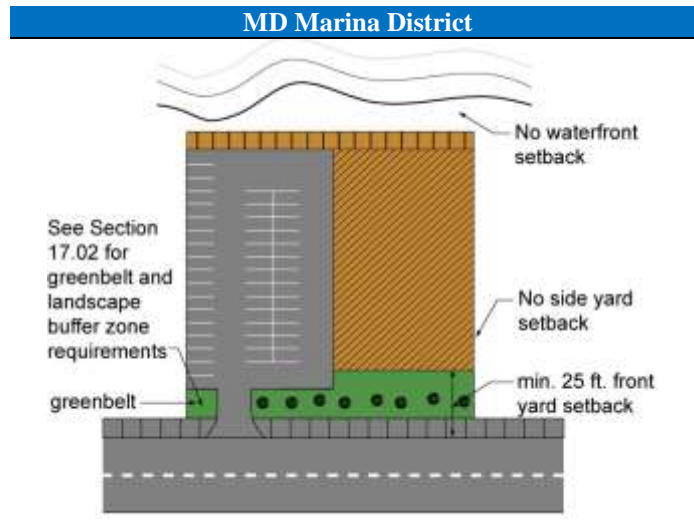 MD Marina District
No waterfront
setback
See Section
17.02 for
greenbelt and
landscape
buffer zone
requirements
No side yard
setback
min. 25 ft. front
yard setback
greenbelt